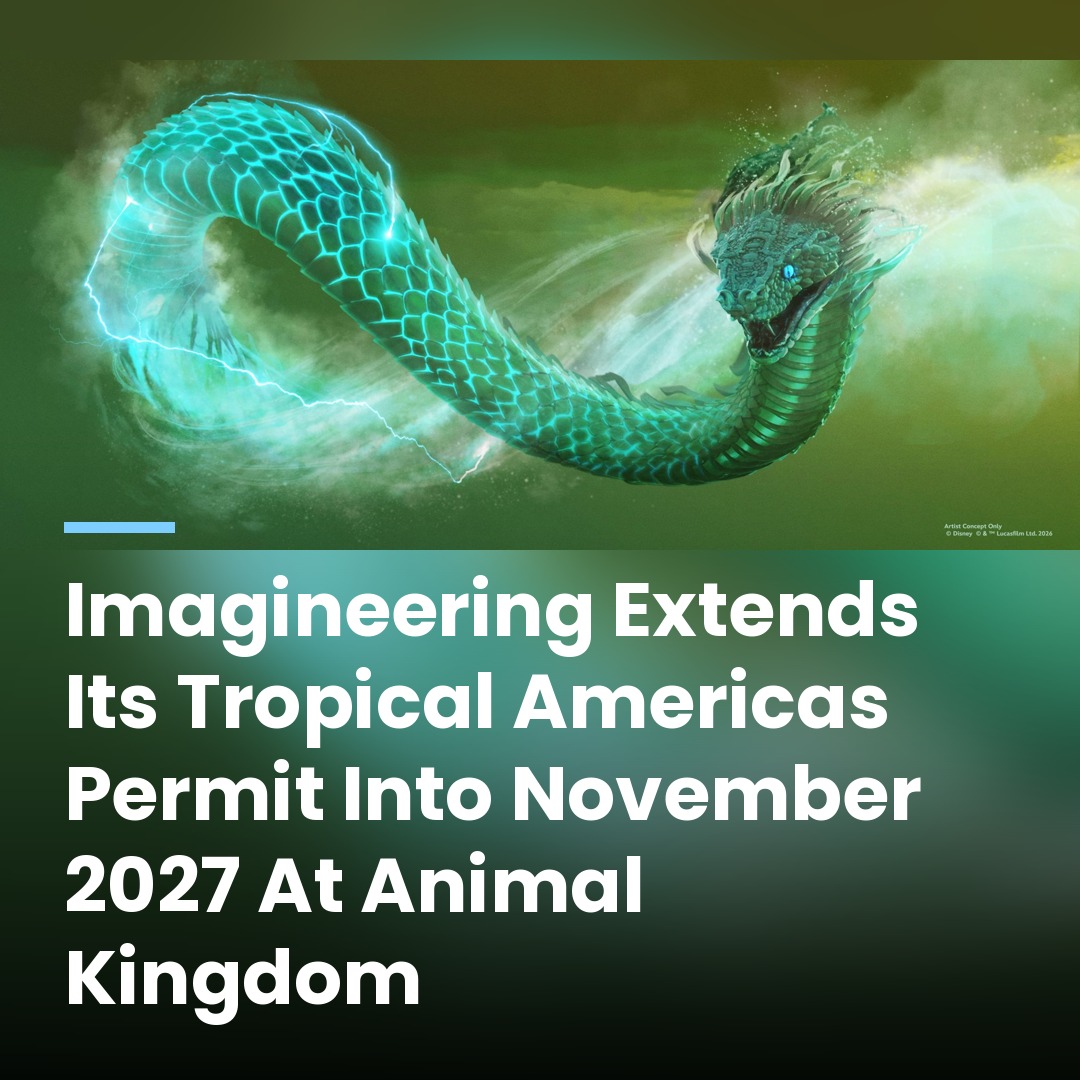 Artist Concept Only
© Disney © & ™ Lucasfilm Ltd. 2026
Imagineering Extends
Its Tropical Americas
Permit Into November
2027 At Animal
Kingdom